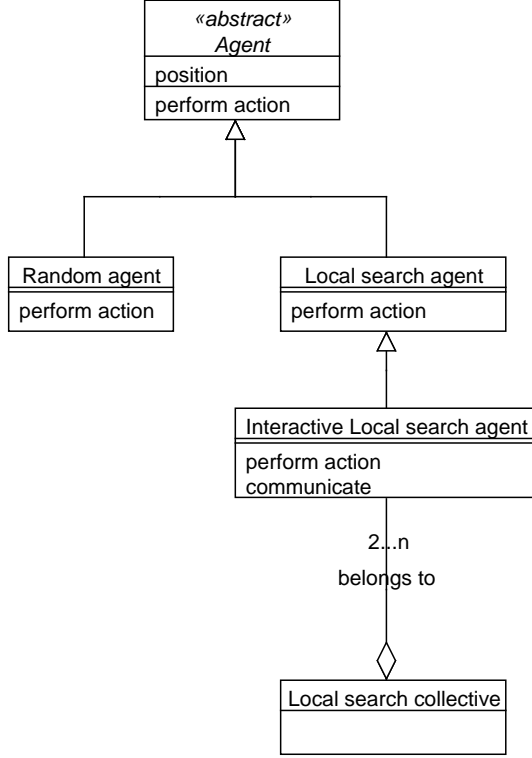 «abstract»
Agent
position
perform action
Random agent
perform action
Local search agent
perform action
Interactive Local search agent
perform action
communicate
2...n
belongs to
Local search collective